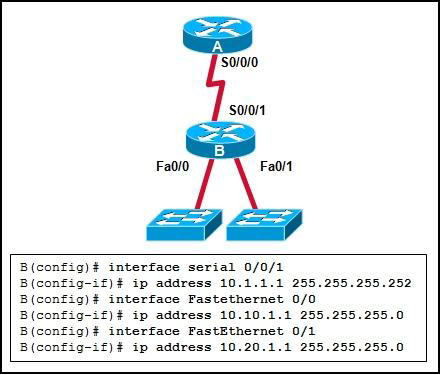 A
S0/0/0
S0/0/1
B
Fa0/0
Fa0/1
B(config)# interface serial 0/0/1
B(config-if)# ip address 10.1.1.1 255.255.255.252
B(config)# interface Fastethernet 0/0
B(config-if)# ip address 10.10.1.1 255.255.255.0
B(config)# interface FastEthernet 0/1
B(config-if)# ip address 10.20.1.1 255.255.255.0